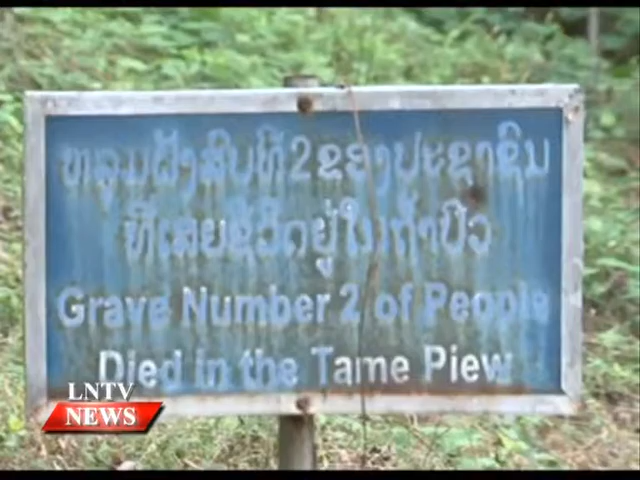 ຫລຸມຝັງສົບທີ່ 2 ຂອງປະຊາຊົນ
ທີ່ເສຍຊີວິດຢູ່ໃນຖ້ຳປິວ
Grave Number 2 of People
Died in the Tame Piew
LNTV
NEWS